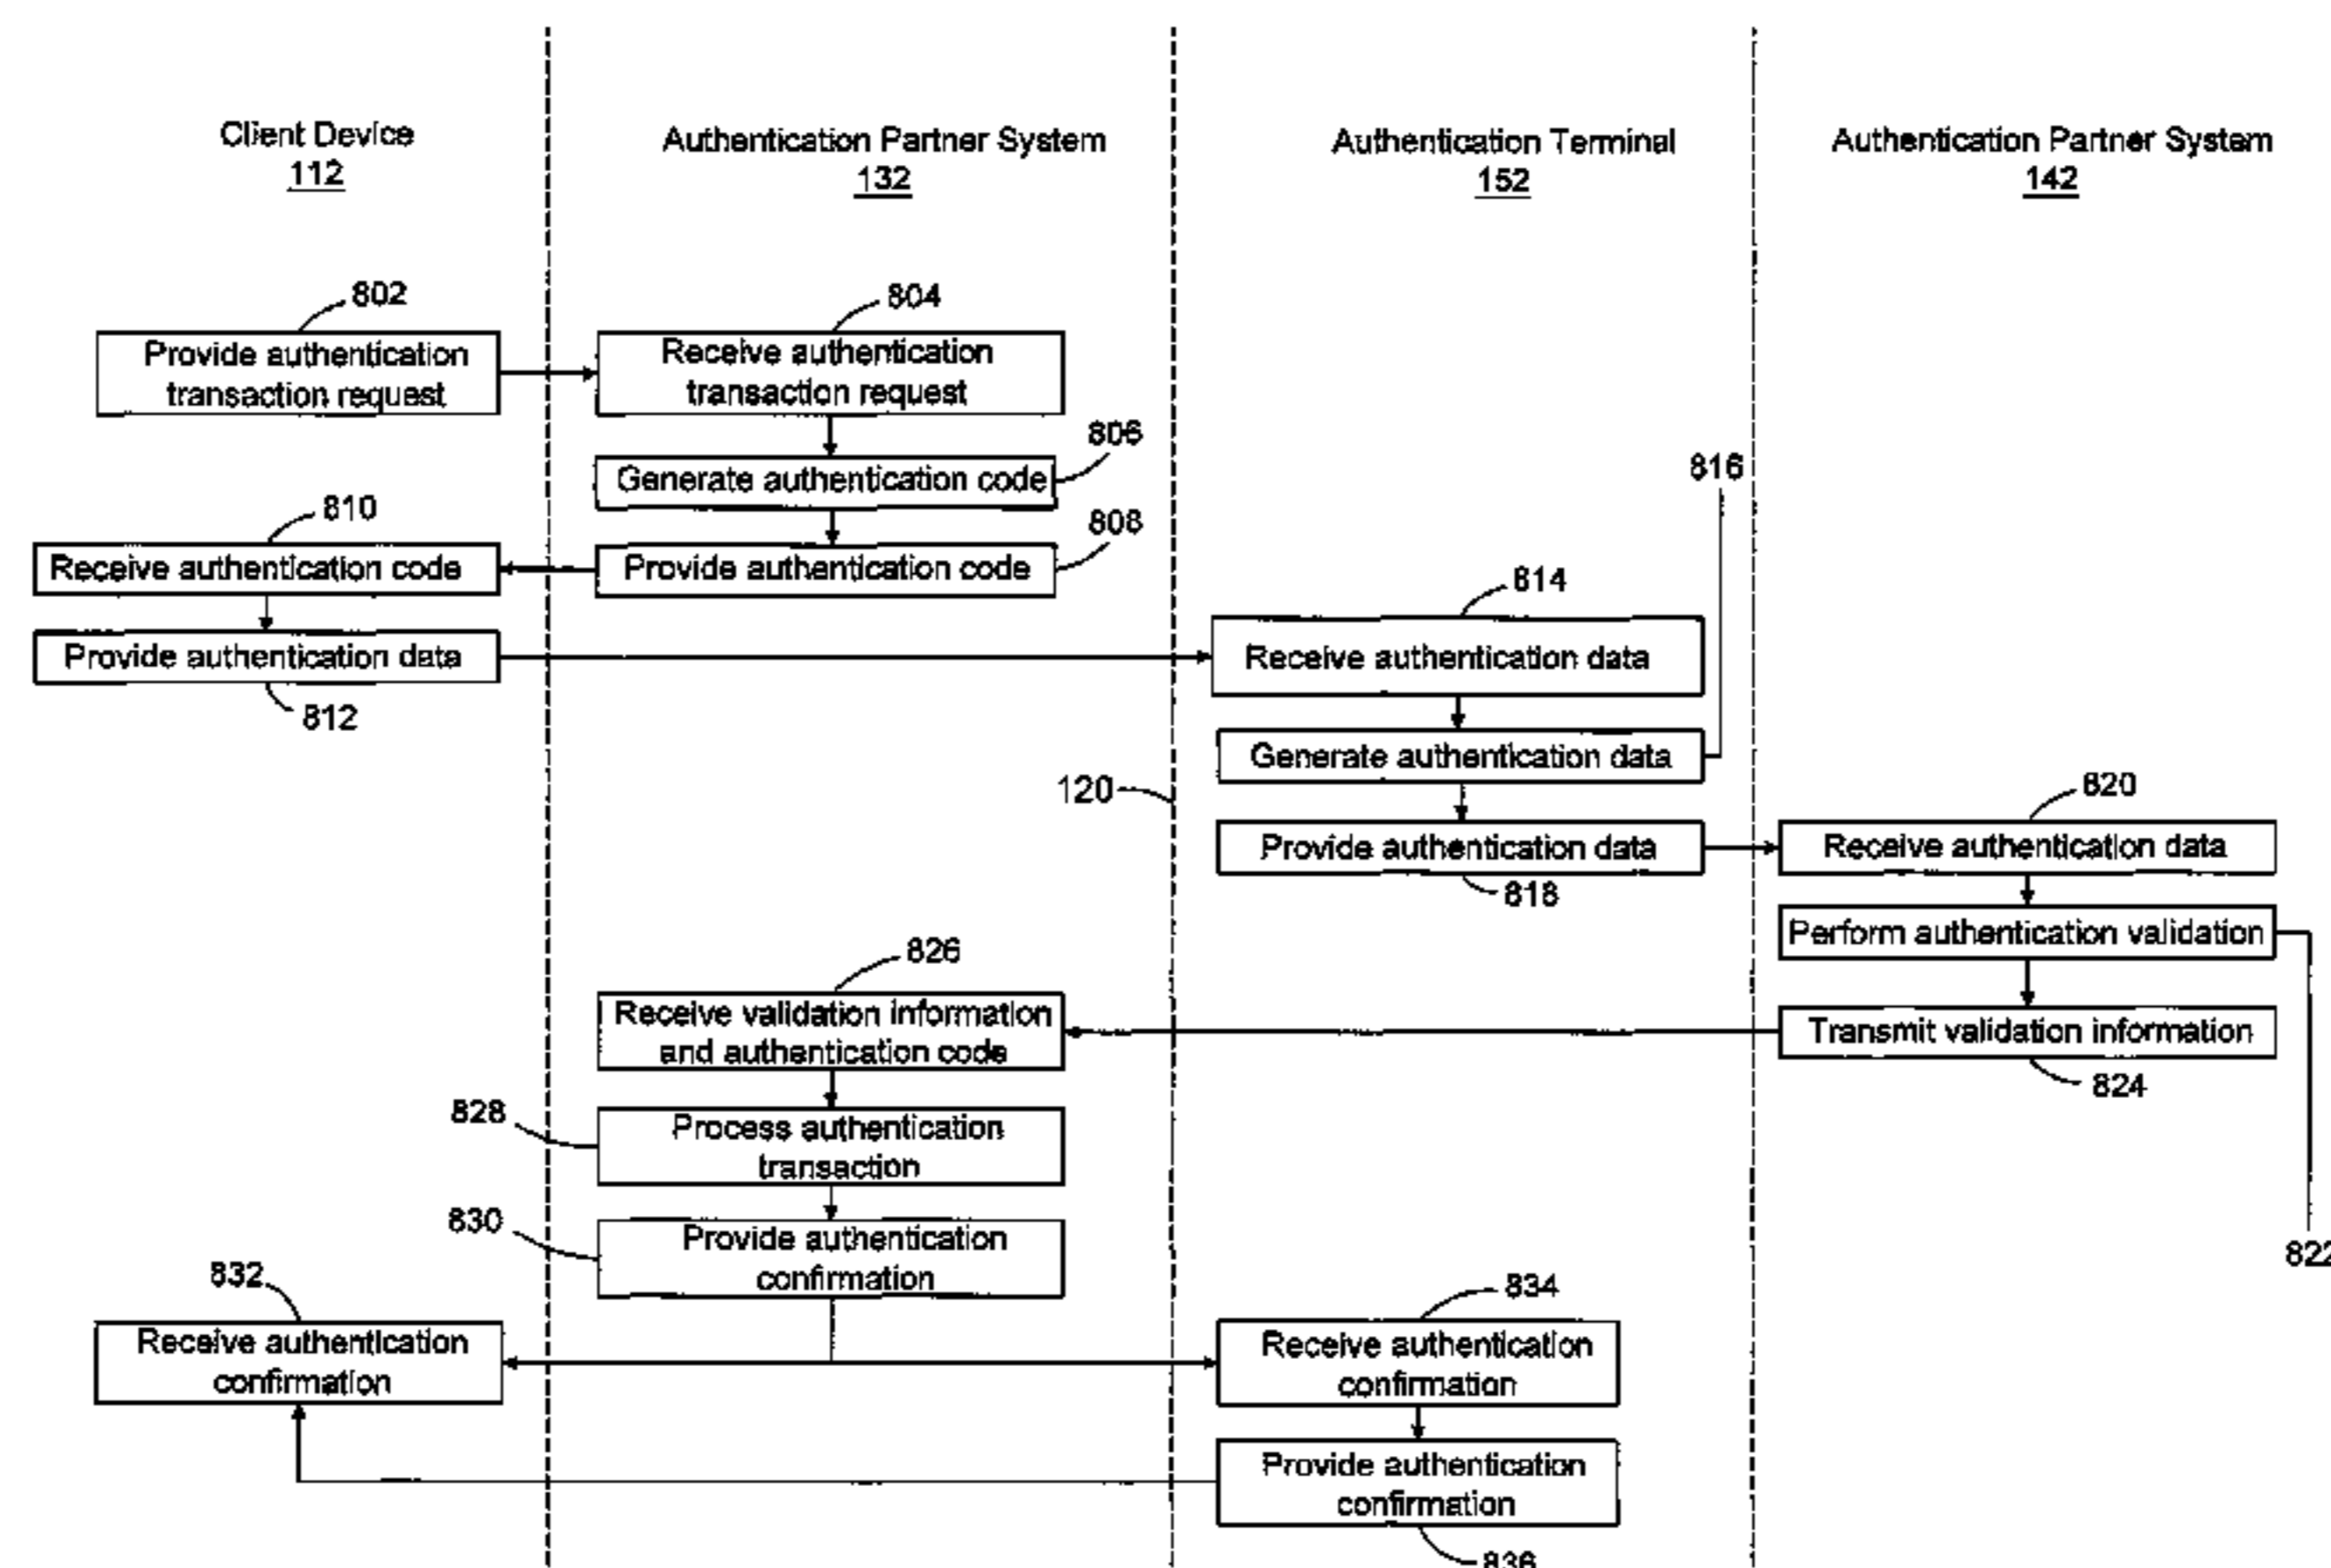 Client Device
112
Authentication Partner System
132
Authentication Terminal
152
Authentication Partner System
142
802
804
Provide authentication
transaction request
Receive authentication
transaction request
806
Generate authentication code
816
810
808
Receive authentication code
Provide authentication code
814
Provide authentication data
Receive authentication data
812
Generate authentication data
120
820
Provide authentication data
Receive authentication data
818
Perform authentication validation
826
Receive validation information
and authentication code
Transmit validation information
824
828
Process authentication
transaction
830
Provide authentication
confirmation
822
832
834
Receive authentication
confirmation
Receive authentication
confirmation
Provide authentication
confirmation
836